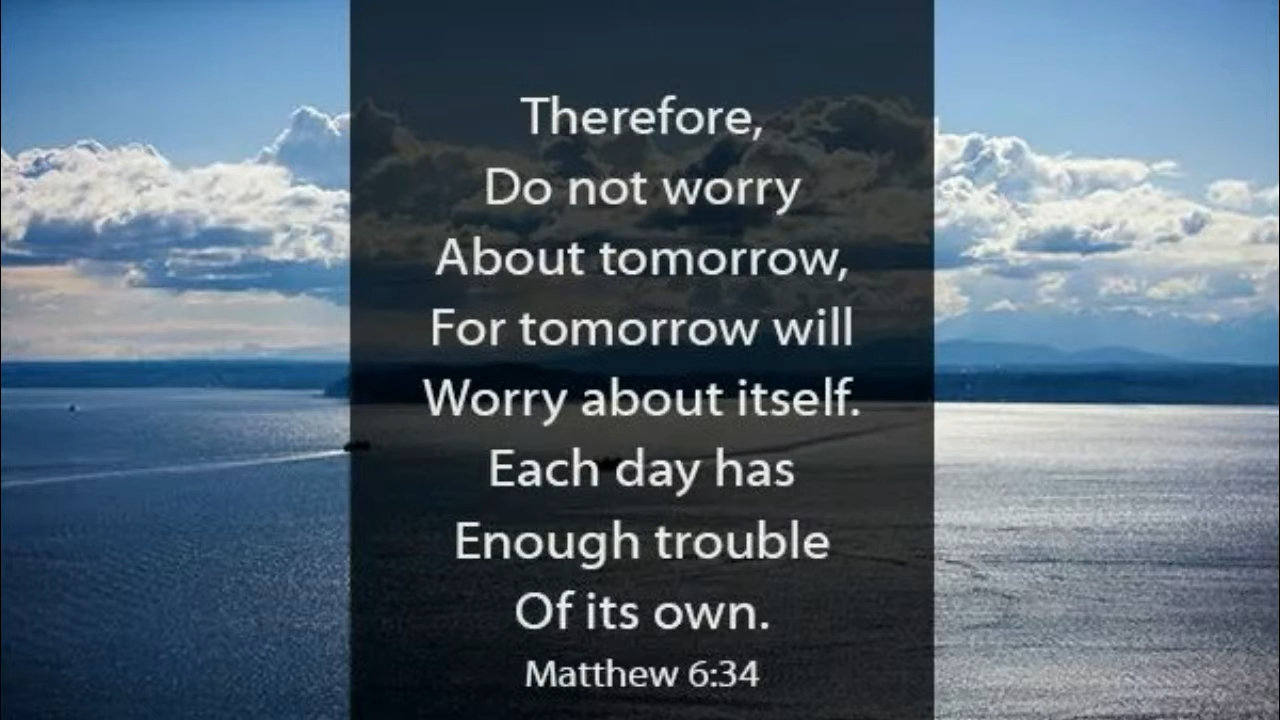 Therefore,
Do not worry
About tomorrow,
For tomorrow will
Worry about itself.
Each day has
Enough trouble
Of its own.
Matthew 6:34